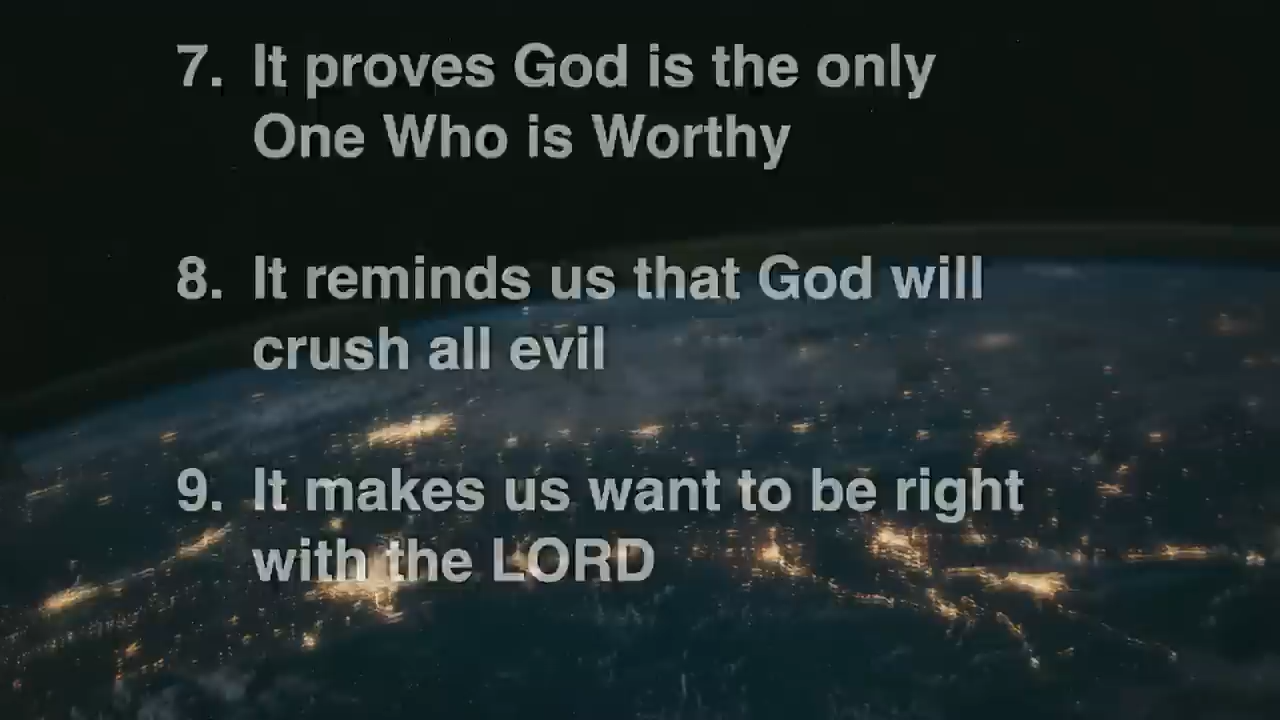 7. It proves God is the only
One Who is Worthy
8. It reminds us that God will
crush all evil
9. It makes us want to be right
with the LORD